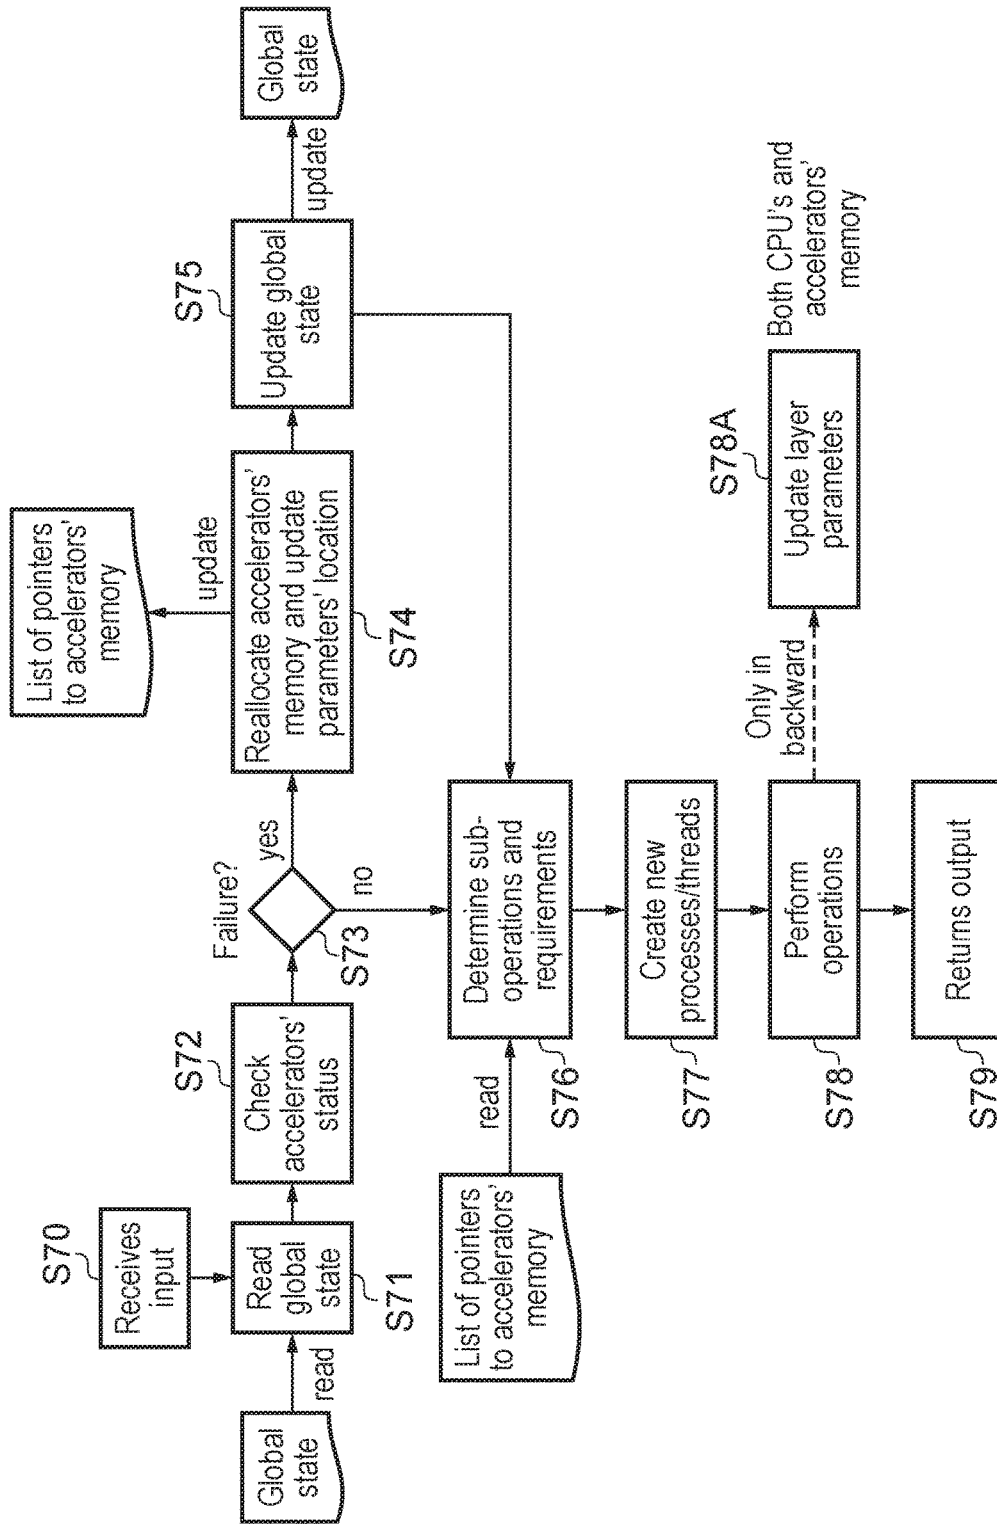 S70
Receives
input
Global
state
read
Read
global
state
S71
S72
Check
accelerators'
status
Failure?
yes
no
S73
List of pointers
to accelerators'
memory
update
Reallocate accelerators'
memory and update
parameters' location
S74
S75
Update global
state
update
Global
state
List of pointers
to accelerators'
memory
read
Determine sub-
operations and
requirements
S76
Create new
processes/threads
S77
Perform
operations
S78
Only in
backward
S78A
Update layer
parameters
Both CPU's and
accelerators'
memory
Returns output
S79